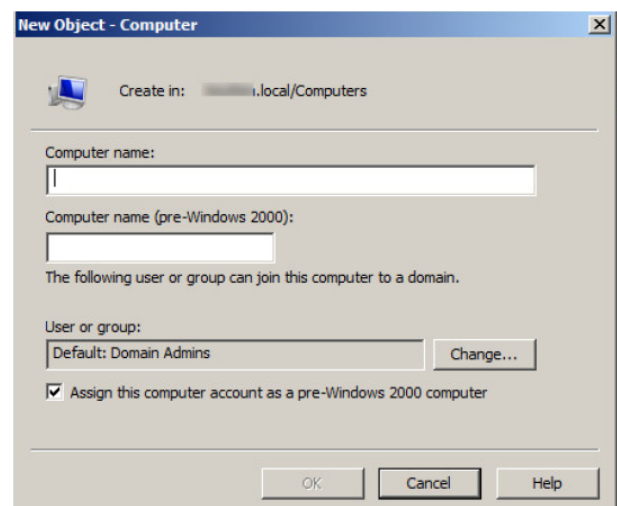 New Object - Computer
Create in: .local/Computers
Computer name:
Computer name (pre-Windows 2000):
The following user or group can join this computer to a domain.
User or group:
Default: Domain Admins
Change...
Assign this computer account as a pre-Windows 2000 computer
OK Cancel Help